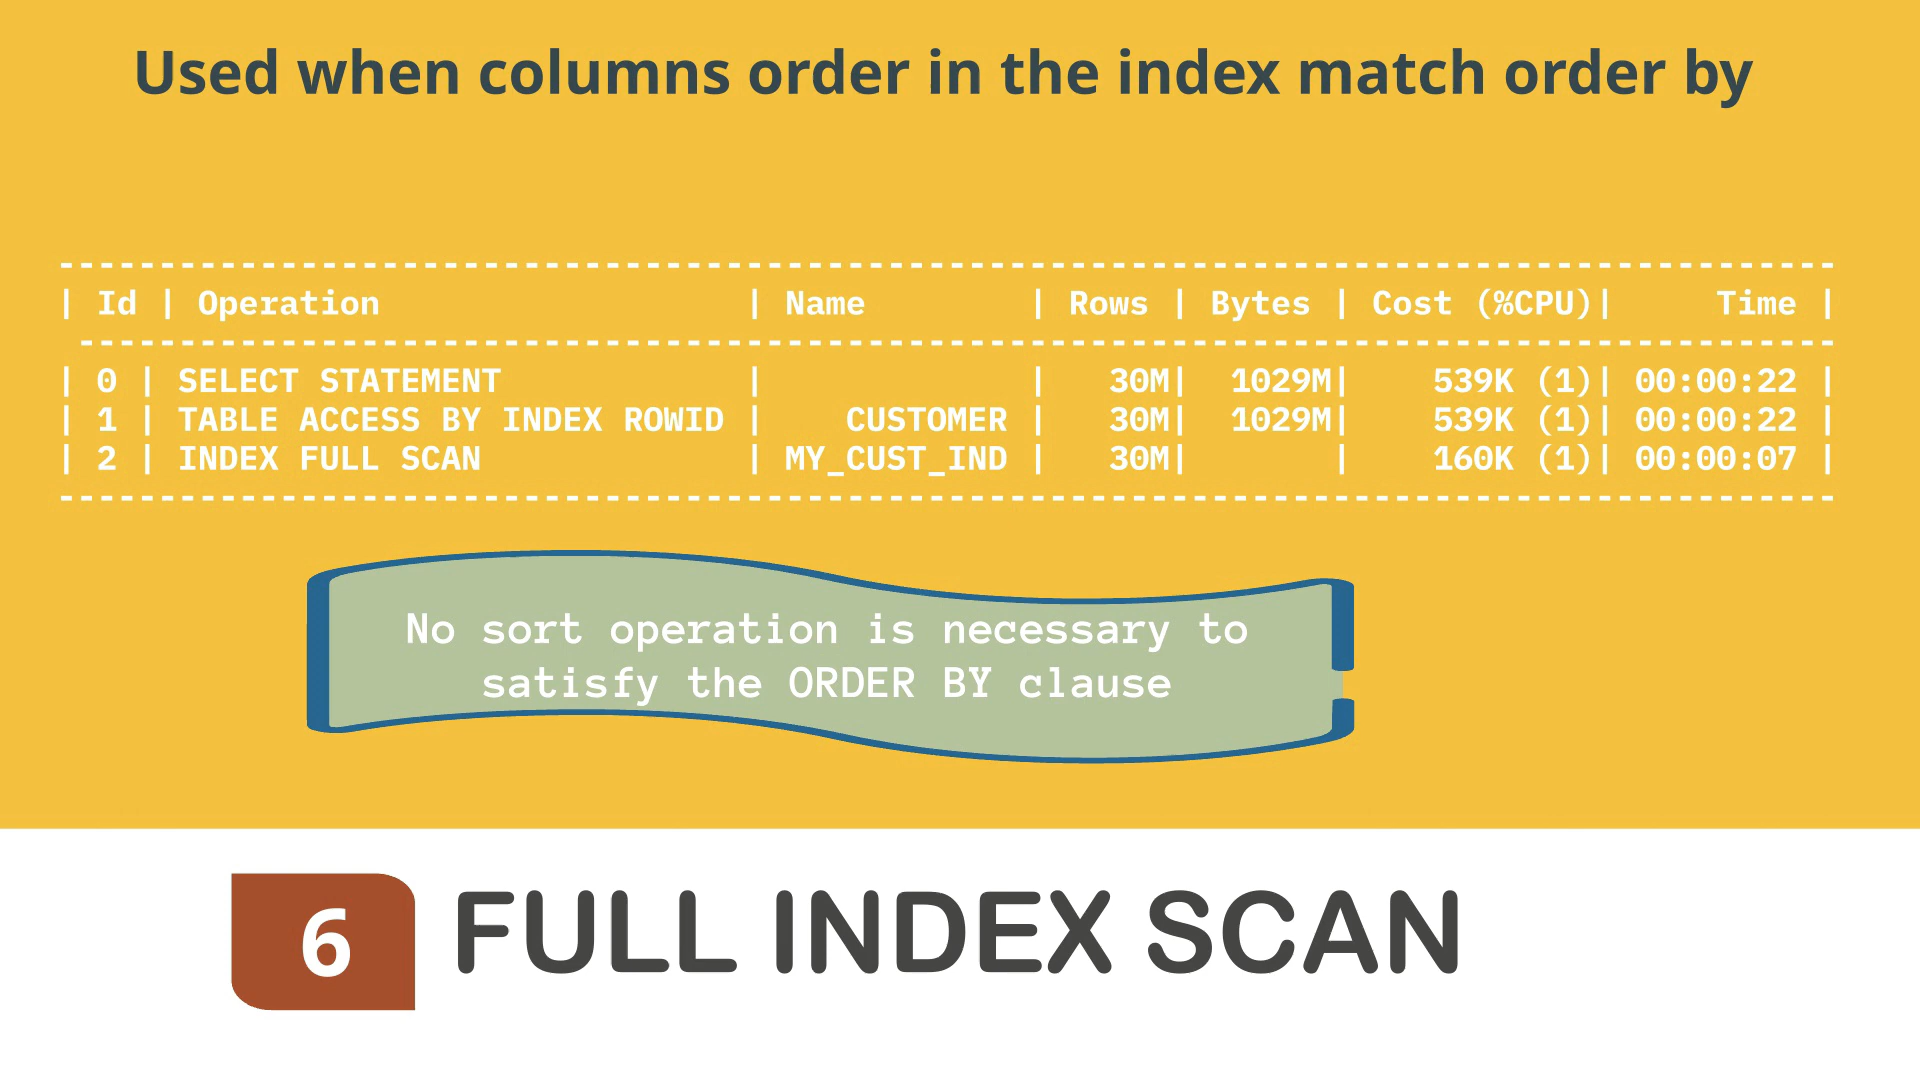 Used when columns order in the index match order by
--------------------------------------------------------------------------------
| Id | Operation                  | Name       | Rows | Bytes | Cost (%CPU)|     Time |
--------------------------------------------------------------------------------
| 0 | SELECT STATEMENT            |            |   30M|  1029M|    539K (1)| 00:00:22 |
| 1 | TABLE ACCESS BY INDEX ROWID |   CUSTOMER |   30M|  1029M|    539K (1)| 00:00:22 |
| 2 | INDEX FULL SCAN             | MY_CUST_IND |   30M|       |    160K (1)| 00:00:07 |
--------------------------------------------------------------------------------
No sort operation is necessary to
satisfy the ORDER BY clause
6 FULL INDEX SCAN